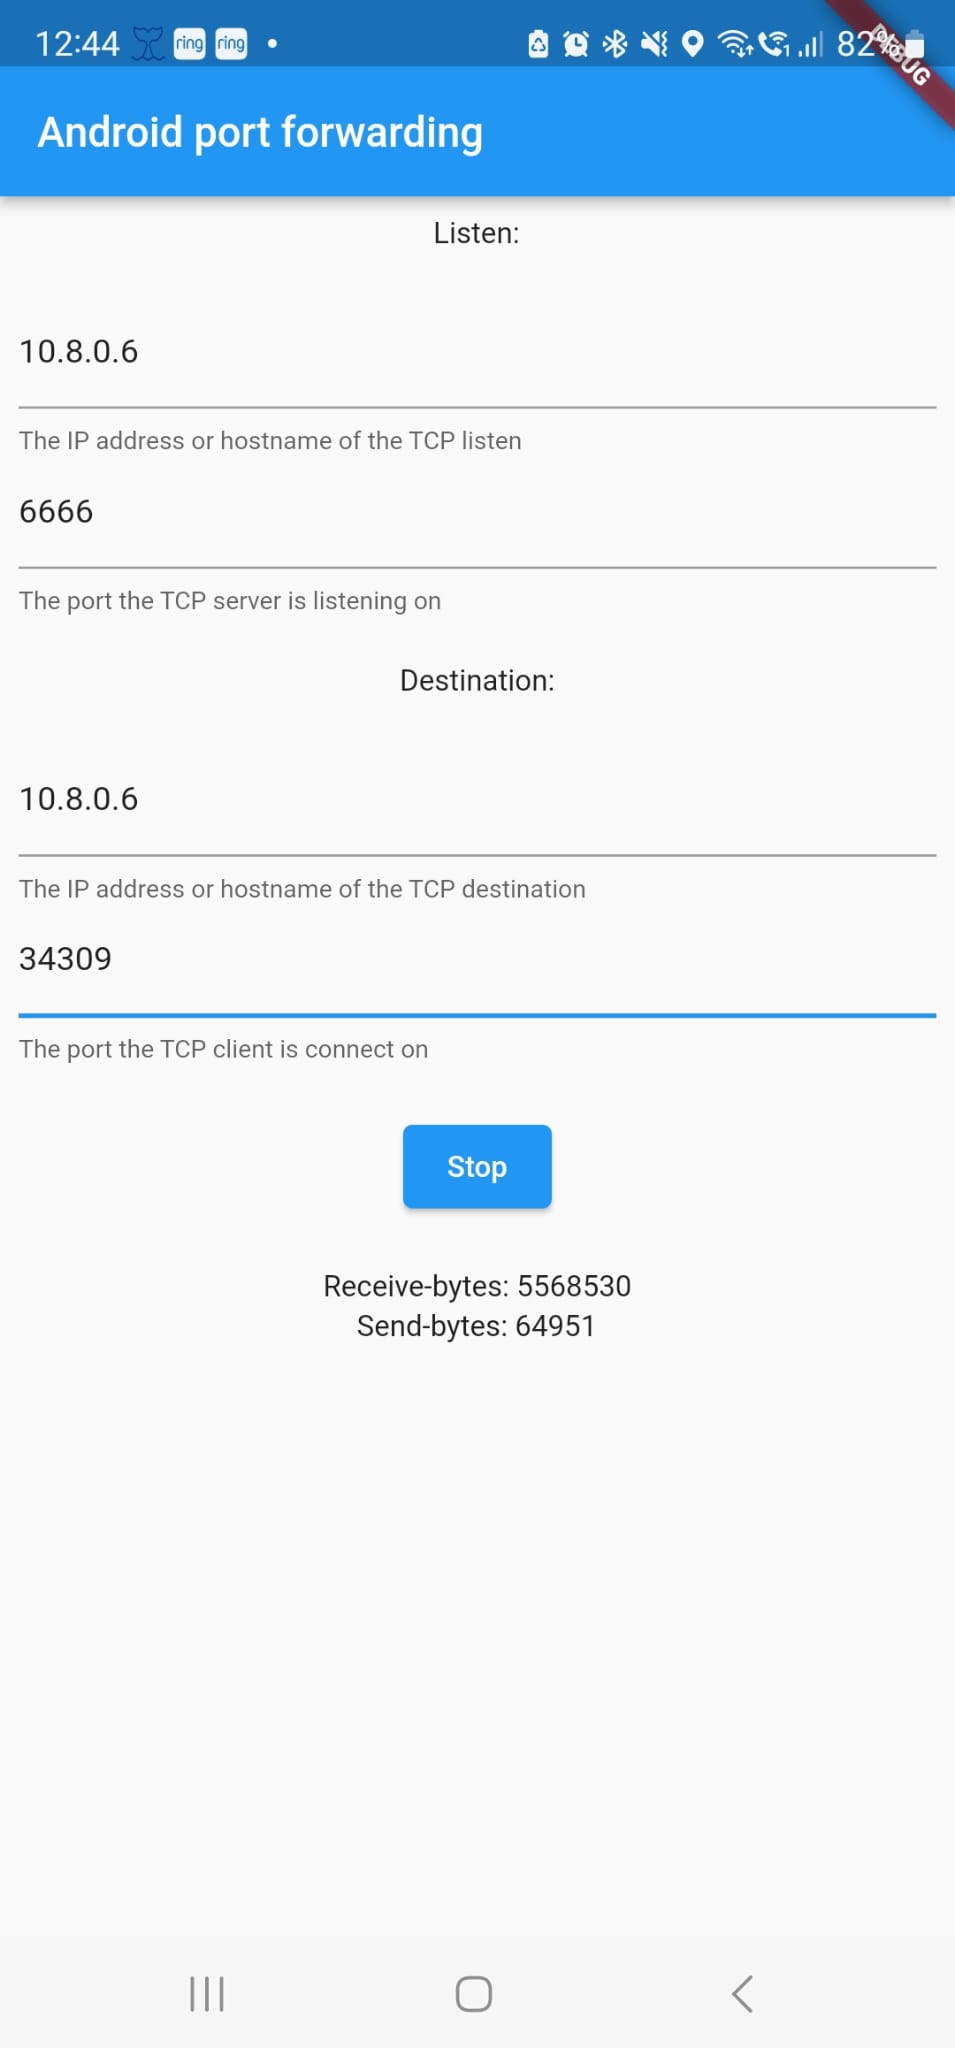 12:44 ring ring 82%
DEBUG
Android port forwarding
Listen:
10.8.0.6
The IP address or hostname of the TCP listen
6666
The port the TCP server is listening on
Destination:
10.8.0.6
The IP address or hostname of the TCP destination
34309
The port the TCP client is connect on
Stop
Receive-bytes: 5568530
Send-bytes: 64951